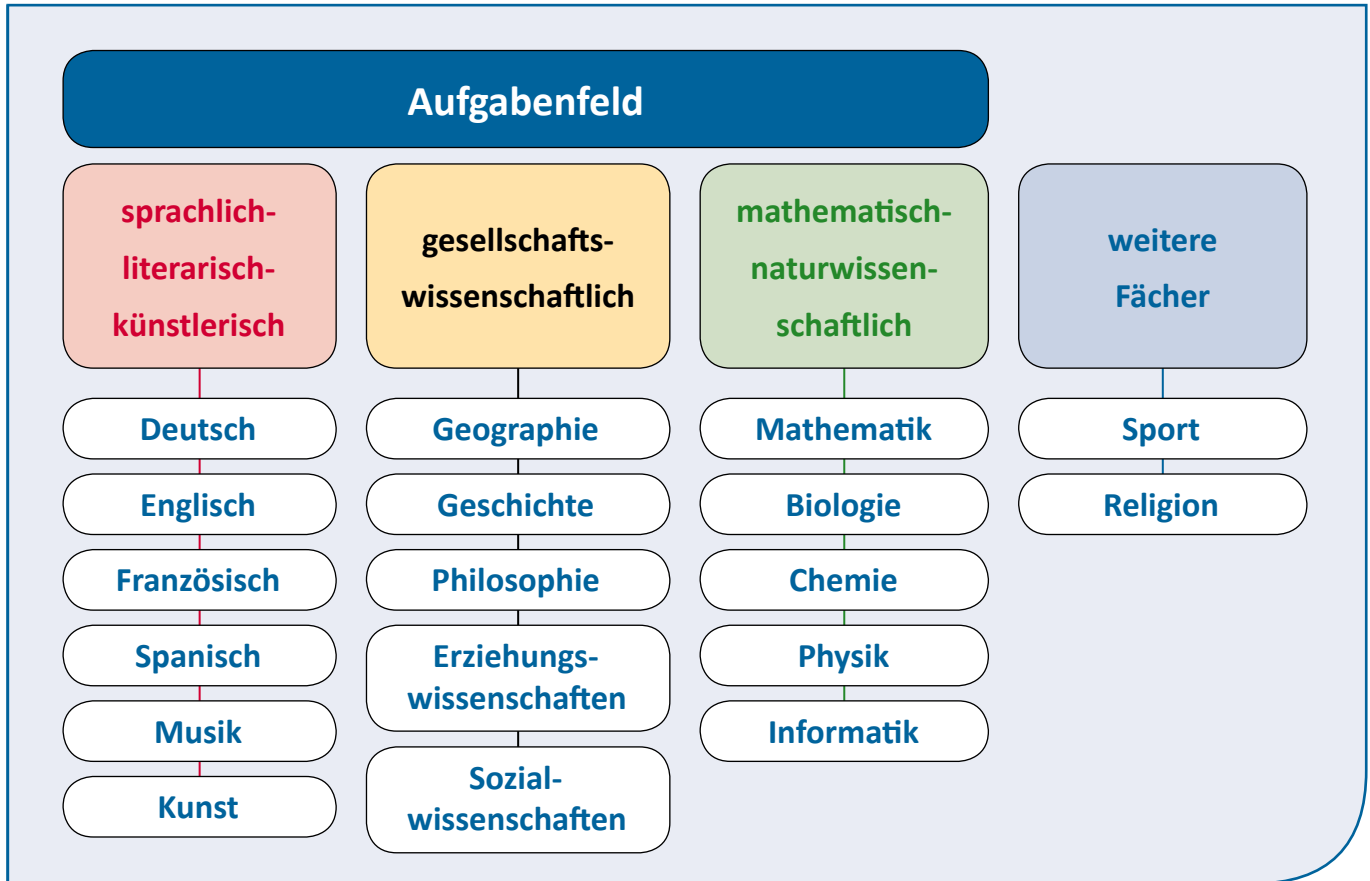 Aufgabenfeld
sprachlich-
literarisch-
künstlerisch
gesellschafts-
wissenschaftlich
mathematisch-
naturwissen-
schaftlich
weitere
Fächer
Deutsch
Englisch
Französisch
Spanisch
Musik
Kunst
Geographie
Geschichte
Philosophie
Erziehungs-
wissenschaften
Sozial-
wissenschaften
Mathematik
Biologie
Chemie
Physik
Informatik
Sport
Religion